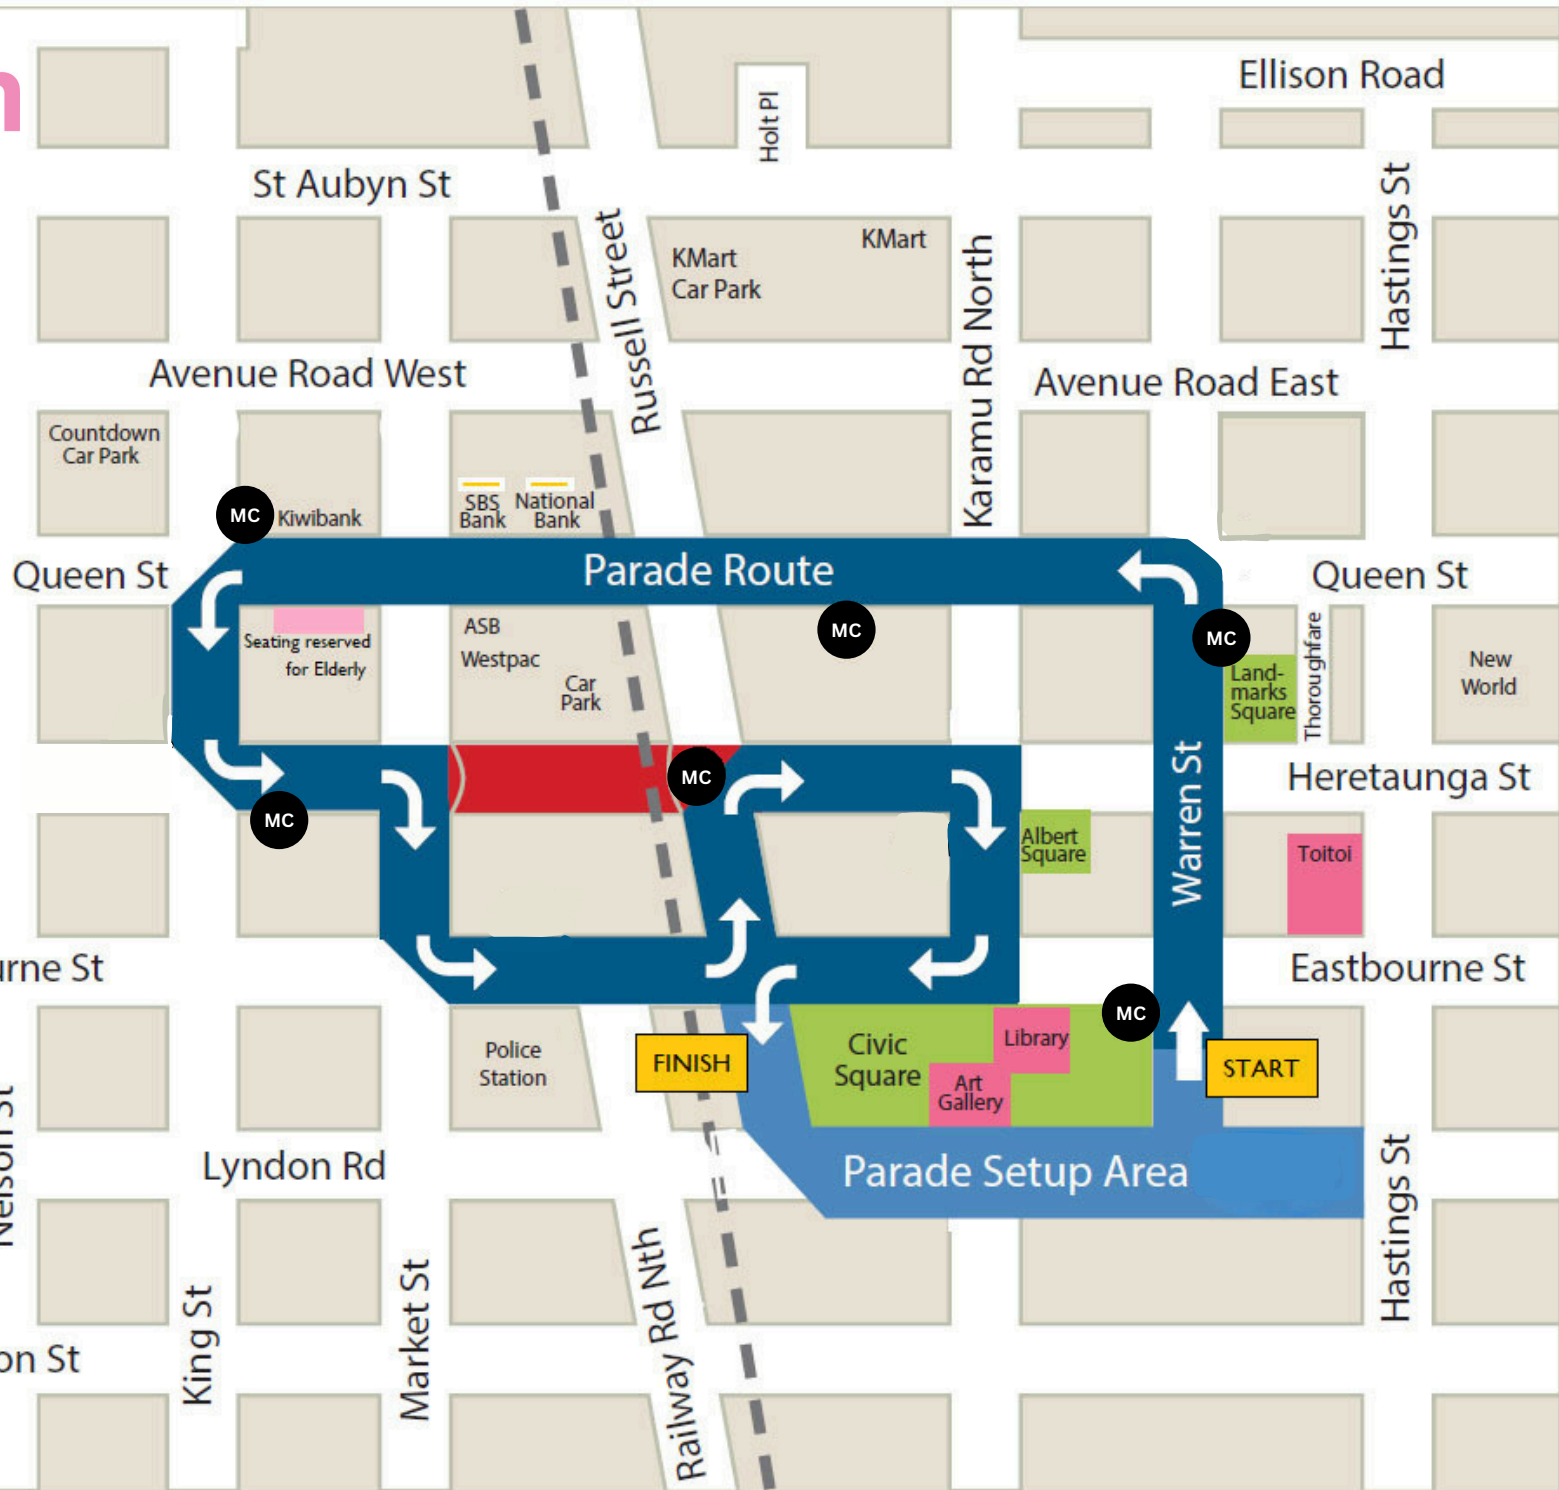 n
Ellison Road
Holt Pl
St Aubyn St
Hastings St
Russell Street
KMart
KMart
Car Park
Karamu Rd North
Avenue Road West
Avenue Road East
Countdown
Car Park
MC
Kiwibank
SBS
Bank
National
Bank
Queen St
Parade Route
Queen St
Seating reserved
for Elderly
ASB
Westpac
Car
Park
MC
MC
Land-
marks
Square
Thoroughfare
New
World
MC
MC
Heretaunga St
Warren St
Albert
Square
Toitoi
urne St
Eastbourne St
MC
Police
Station
FINISH
Civic
Square
Library
Art
Gallery
START
Nelson St
Lyndon Rd
Parade Setup Area
Hastings St
King St
Market St
Railway Rd Nth
on St